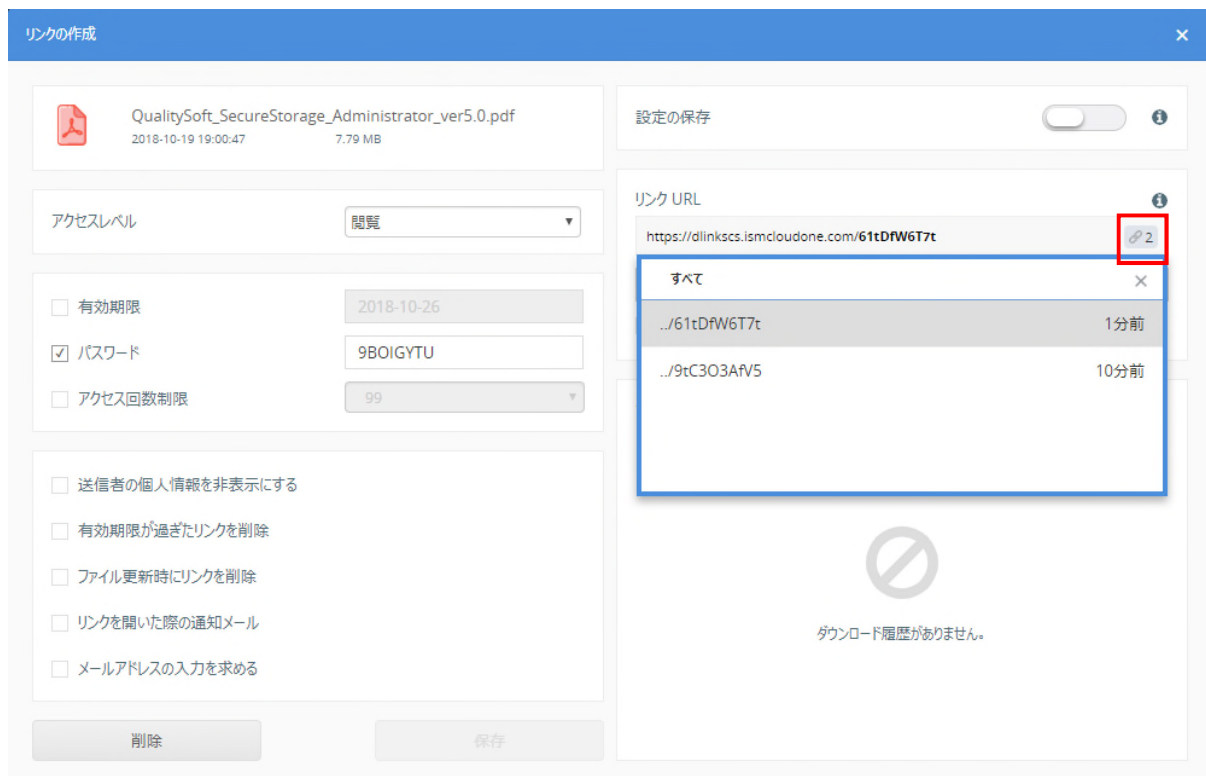 リンクの作成
QualitySoft_SecureStorage_Administrator_ver5.0.pdf
2018-10-19 19:00:47 7.79 MB
アクセスレベル 閲覧
有効期限 2018-10-26
パスワード 9BOIGYTU
アクセス回数制限 99
送信者の個人情報を非表示にする
有効期限が過ぎたリンクを削除
ファイル更新時にリンクを削除
リンクを開いた際の通知メール
メールアドレスの入力を求める
削除 保存
設定の保存
リンク URL
https://dlinkscs.ismcloudone.com/61tDfW6T7t 2
すべて
../61tDfW6T7t 1分前
../9tC3O3AfV5 10分前
ダウンロード履歴がありません。